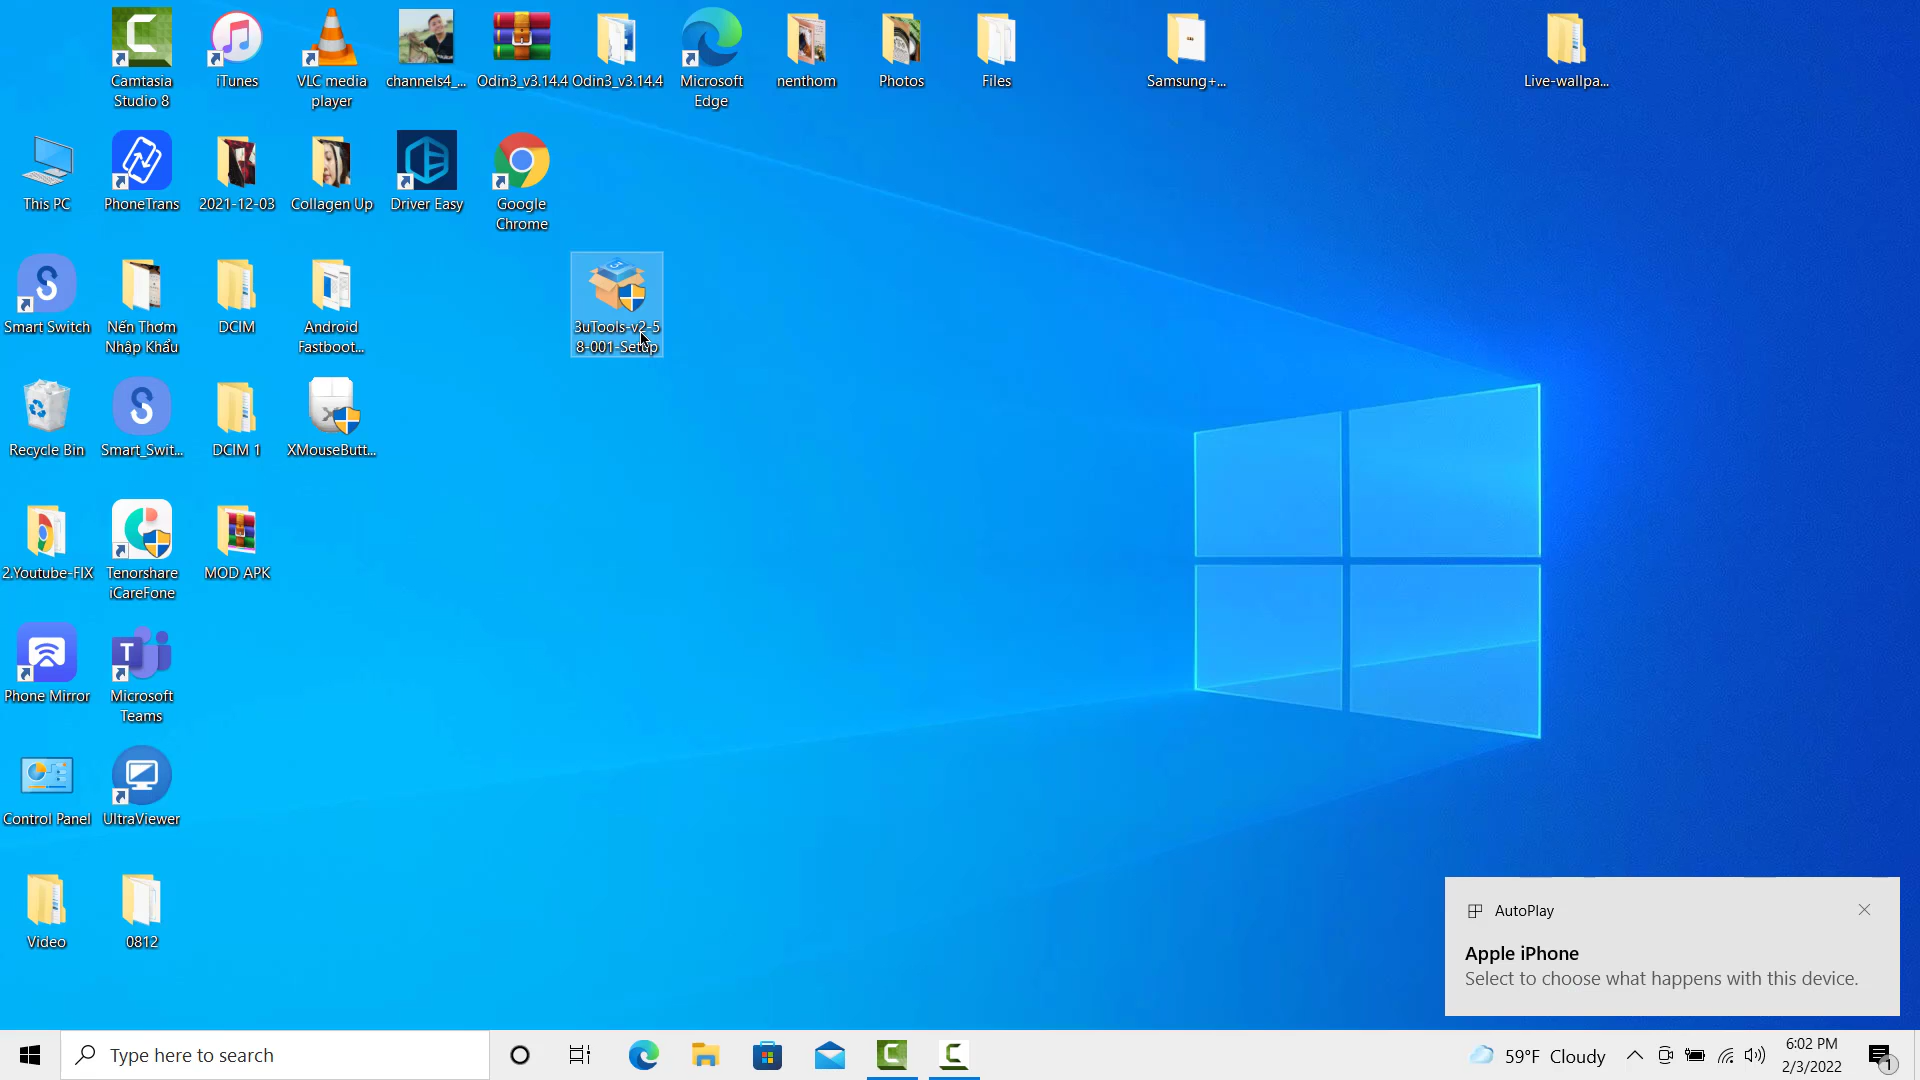 Camtasia
Studio 8
iTunes
VLC media
player
channels4_...
Odin3_v3.14.4
Odin3_v3.14.4
Microsoft
Edge
nenthom
Photos
Files
Samsung+...
Live-wallpa...
This PC
PhoneTrans
2021-12-03
Collagen Up
Driver Easy
Google
Chrome
Smart Switch
Nến Thơm
Nhập Khẩu
DCIM
Android
Fastboot...
3uTools-v2-5
8-001-Setup
Recycle Bin
Smart_Swit...
DCIM 1
XMouseButt...
2.Youtube-FIX
Tenorshare
iCareFone
MOD APK
Phone Mirror
Microsoft
Teams
Control Panel
UltraViewer
Video
0812
AutoPlay
Apple iPhone
Select to choose what happens with this device.
Type here to search
59°F Cloudy
6:02 PM
2/3/2022
1